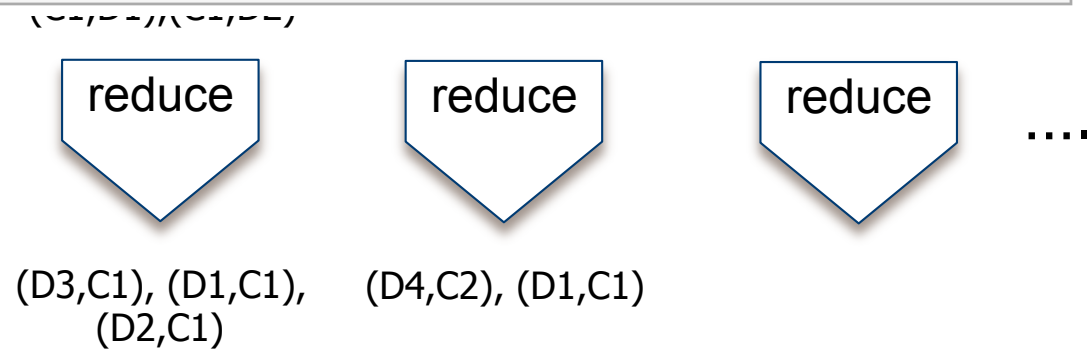 reduce reduce reduce ....
(D3,C1), (D1,C1), (D4,C2), (D1,C1)
(D2,C1)